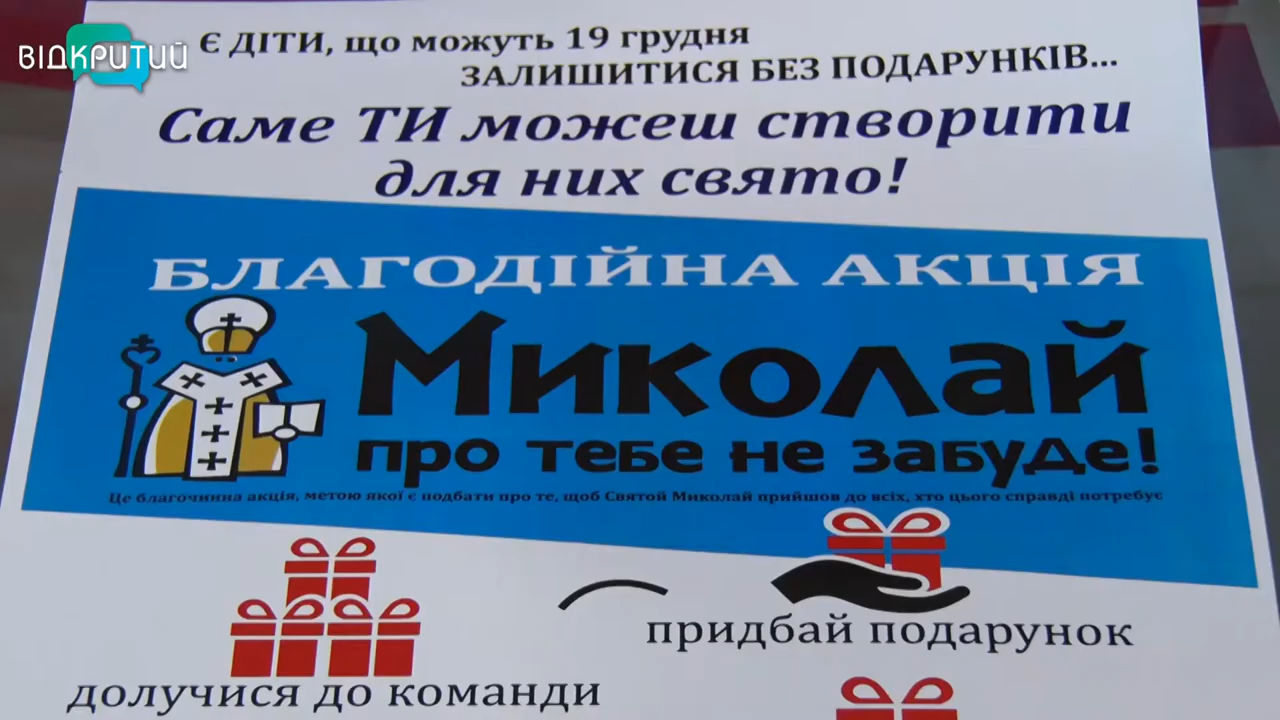 ВІДКРИТИЙ
Є ДІТИ, що можуть 19 грудня
ЗАЛИШИТИСЯ БЕЗ ПОДАРУНКІВ...
Саме ТИ можеш створити
для них свято!
БЛАГОДІЙНА АКЦІЯ
Миколай
про тебе не забуде!
Це благочинна акція, метою якої є подбати про те, щоб Святой Миколай прийшов до всіх, хто цього справді потребує
придбай подарунок
долучися до команди